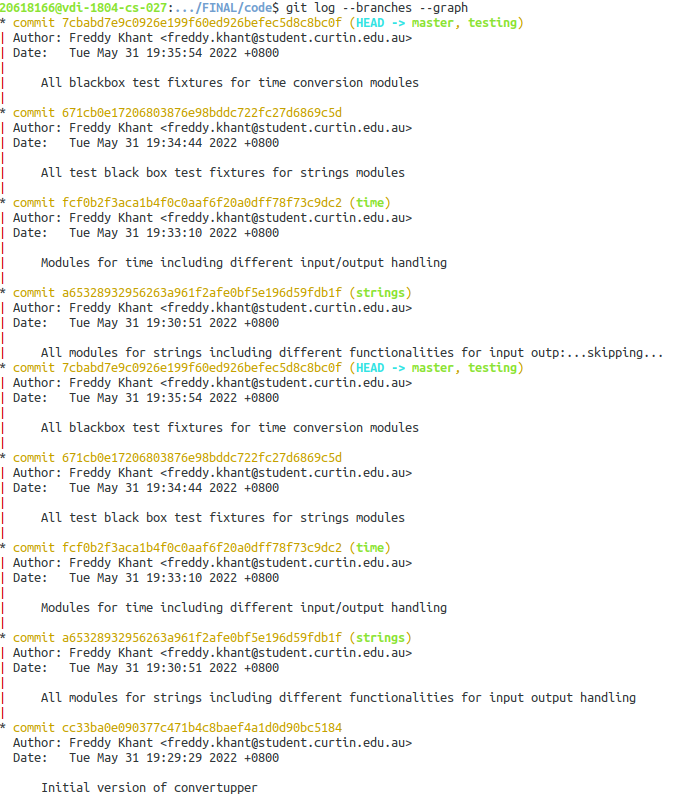 20618166@vdi-1804-cs-027:.../FINAL/code$ git log --branches --graph
* commit 7cbabd7e9c0926e199f60ed926befec5d8c8bc0f (HEAD -> master, testing)
| Author: Freddy Khant <freddy.khant@student.curtin.edu.au>
| Date:   Tue May 31 19:35:54 2022 +0800
|
|     All blackbox test fixtures for time conversion modules
|
* commit 671cb0e17206803876e98bddc722fc27d6869c5d
| Author: Freddy Khant <freddy.khant@student.curtin.edu.au>
| Date:   Tue May 31 19:34:44 2022 +0800
|
|     All test black box test fixtures for strings modules
|
* commit fcf0b2f3aca1b4f0c0aaf6f20a0dff78f73c9dc2 (time)
| Author: Freddy Khant <freddy.khant@student.curtin.edu.au>
| Date:   Tue May 31 19:33:10 2022 +0800
|
|     Modules for time including different input/output handling
|
* commit a65328932956263a961f2afe0bf5e196d59fdb1f (strings)
| Author: Freddy Khant <freddy.khant@student.curtin.edu.au>
| Date:   Tue May 31 19:30:51 2022 +0800
|
|     All modules for strings including different functionalities for input outp:...skipping...
* commit 7cbabd7e9c0926e199f60ed926befec5d8c8bc0f (HEAD -> master, testing)
| Author: Freddy Khant <freddy.khant@student.curtin.edu.au>
| Date:   Tue May 31 19:35:54 2022 +0800
|
|     All blackbox test fixtures for time conversion modules
|
* commit 671cb0e17206803876e98bddc722fc27d6869c5d
| Author: Freddy Khant <freddy.khant@student.curtin.edu.au>
| Date:   Tue May 31 19:34:44 2022 +0800
|
|     All test black box test fixtures for strings modules
|
* commit fcf0b2f3aca1b4f0c0aaf6f20a0dff78f73c9dc2 (time)
| Author: Freddy Khant <freddy.khant@student.curtin.edu.au>
| Date:   Tue May 31 19:33:10 2022 +0800
|
|     Modules for time including different input/output handling
|
* commit a65328932956263a961f2afe0bf5e196d59fdb1f (strings)
| Author: Freddy Khant <freddy.khant@student.curtin.edu.au>
| Date:   Tue May 31 19:30:51 2022 +0800
|
|     All modules for strings including different functionalities for input output handling
|
* commit cc33ba0e090377c471b4c8baef4a1d0d90bc5184
  Author: Freddy Khant <freddy.khant@student.curtin.edu.au>
  Date:   Tue May 31 19:29:29 2022 +0800

      Initial version of convertupper